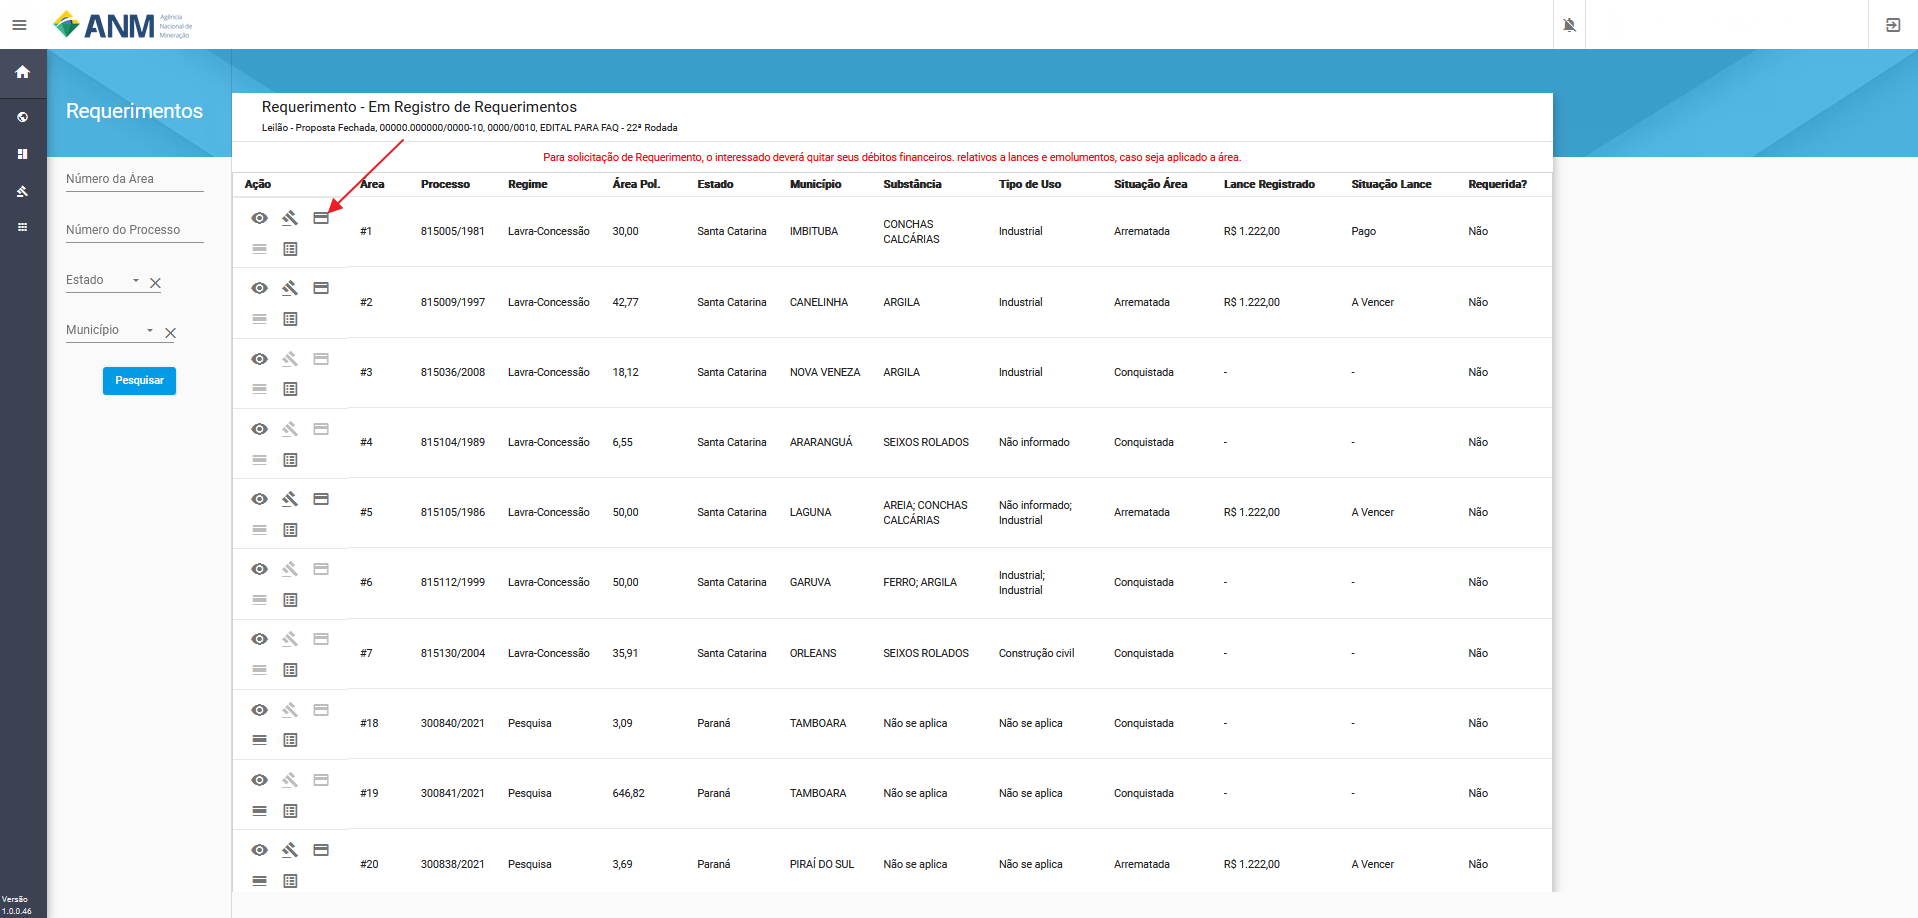 ANM
Agência
Nacional de
Mineração
Requerimentos
Número da Área
Número do Processo
Estado
Município
Pesquisar
Versão
1.0.0.46
Requerimento - Em Registro de Requerimentos
Leilão - Proposta Fechada, 00000.000000/0000-10, 0000/0010, EDITAL PARA FAQ - 22ª Rodada
Para solicitação de Requerimento, o interessado deverá quitar seus débitos financeiros. relativos a lances e emolumentos, caso seja aplicado a área.
Ação Área Processo Regime Área Pol. Estado Município Substância Tipo de Uso Situação Área Lance Registrado Situação Lance Requerida?
#1 815005/1981 Lavra-Concessão 30,00 Santa Catarina IMBITUBA CONCHAS CALCÁRIAS Industrial Arrematada R$ 1.222,00 Pago Não
#2 815009/1997 Lavra-Concessão 42,77 Santa Catarina CANELINHA ARGILA Industrial Arrematada R$ 1.222,00 A Vencer Não
#3 815036/2008 Lavra-Concessão 18,12 Santa Catarina NOVA VENEZA ARGILA Industrial Conquistada - - Não
#4 815104/1989 Lavra-Concessão 6,55 Santa Catarina ARARANGUÁ SEIXOS ROLADOS Não informado Conquistada - - Não
#5 815105/1986 Lavra-Concessão 50,00 Santa Catarina LAGUNA AREIA; CONCHAS CALCÁRIAS Não informado; Industrial Arrematada R$ 1.222,00 A Vencer Não
#6 815112/1999 Lavra-Concessão 50,00 Santa Catarina GARUVA FERRO; ARGILA Industrial; Industrial Conquistada - - Não
#7 815130/2004 Lavra-Concessão 35,91 Santa Catarina ORLEANS SEIXOS ROLADOS Construção civil Conquistada - - Não
#18 300840/2021 Pesquisa 3,09 Paraná TAMBOARA Não se aplica Não se aplica Conquistada - - Não
#19 300841/2021 Pesquisa 646,82 Paraná TAMBOARA Não se aplica Não se aplica Conquistada - - Não
#20 300838/2021 Pesquisa 3,69 Paraná PIRAÍ DO SUL Não se aplica Não se aplica Arrematada R$ 1.222,00 A Vencer Não